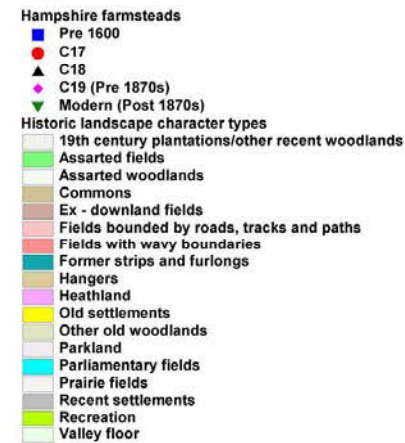 Hampshire farmsteads
Pre 1600
C17
C18
C19 (Pre 1870s)
Modern (Post 1870s)
Historic landscape character types
19th century plantations/other recent woodlands
Assarted fields
Assarted woodlands
Commons
Ex - downland fields
Fields bounded by roads, tracks and paths
Fields with wavy boundaries
Former strips and furlongs
Hangers
Heathland
Old settlements
Other old woodlands
Parkland
Parliamentary fields
Prairie fields
Recent settlements
Recreation
Valley floor